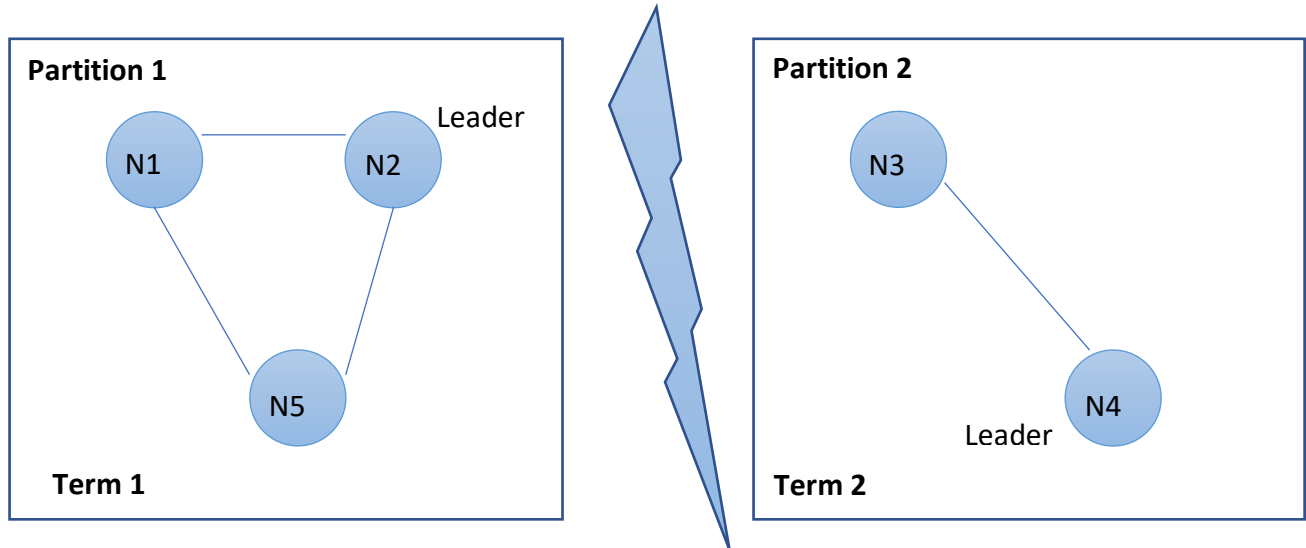 Partition 1
Leader
N1
N2
N5
Term 1
Partition 2
N3
N4
Leader
Term 2